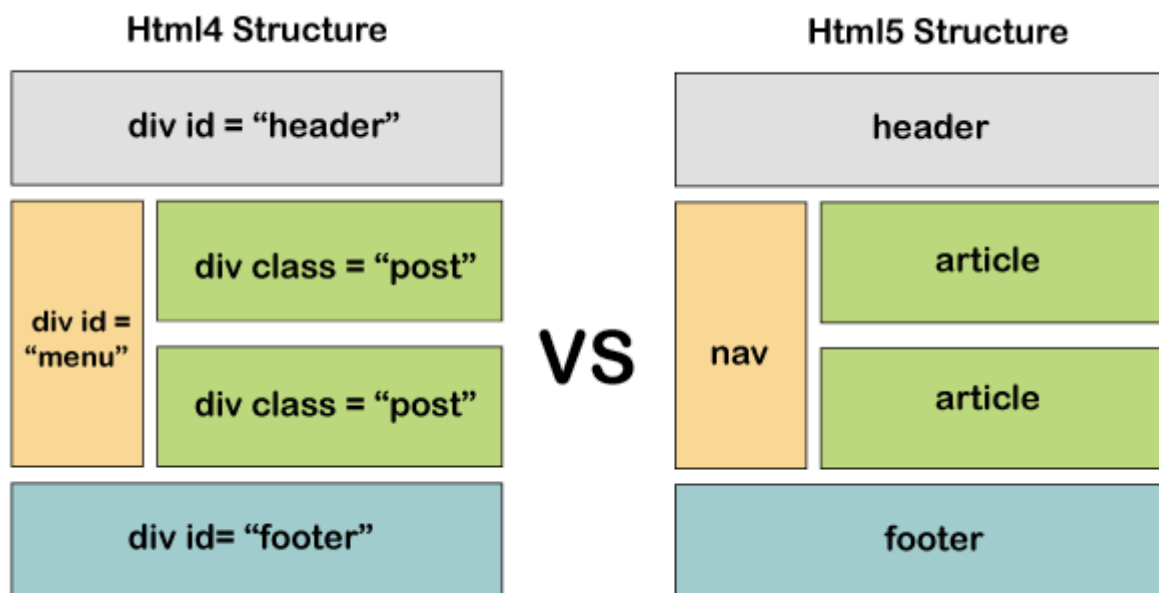 Html4 Structure
div id = “header”
div id =
“menu”
div class = “post”
div class = “post”
div id= “footer”
VS
Html5 Structure
header
nav
article
article
footer